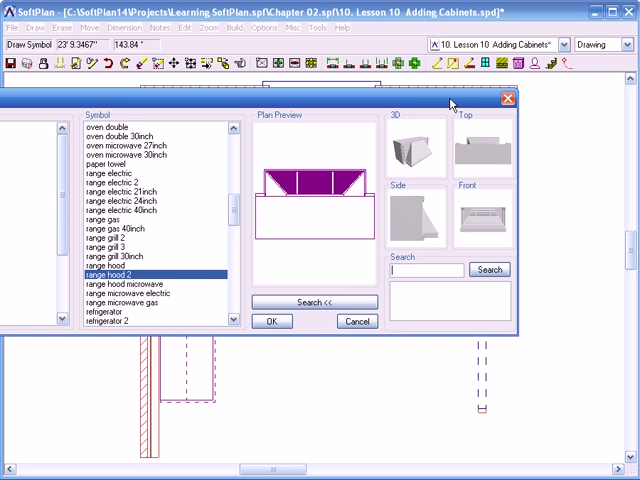 SoftPlan - [C:\SoftPlan14\Projects\Learning SoftPlan.spf\Chapter 02.spf\10. Lesson 10  Adding Cabinets.spd]*
File Draw Erase Move Dimension Notes Edit Zoom Build Options Misc Tools Help
Draw Symbol 23' 9.3467" 143.84 ° 10. Lesson 10  Adding Cabinets* Drawing
Symbol Plan Preview 3D Top
oven double
oven double 30inch
oven microwave 27inch
oven microwave 30inch
paper towel
range electric
range electric 2
range electric 21inch
range electric 24inch
range electric 40inch
range gas
range gas 40inch
range grill 2
range grill 3
range grill 30inch
range hood
range hood 2
range hood microwave
range microwave electric
range microwave gas
refrigerator
refrigerator 2
Side Front
Search
Search
Search <<
OK Cancel